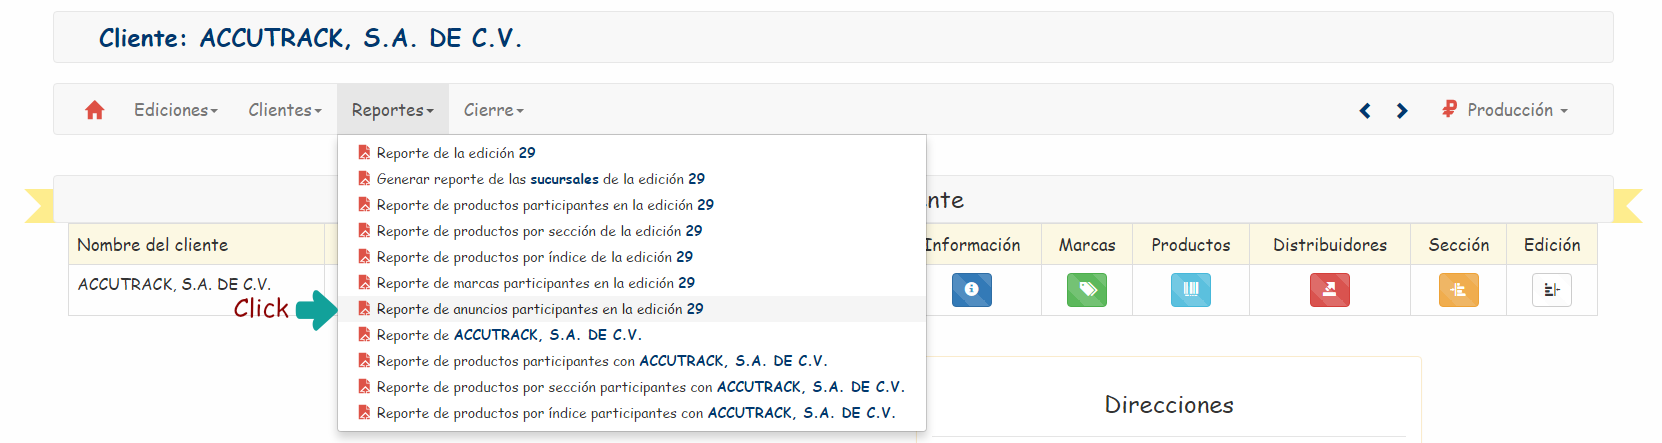 Cliente: ACCUTRACK, S.A. DE C.V.
Ediciones Clientes Reportes Cierre Producción
Reporte de la edición 29
Generar reporte de las sucursales de la edición 29
Reporte de productos participantes en la edición 29
Reporte de productos por sección de la edición 29
Reporte de productos por índice de la edición 29
Reporte de marcas participantes en la edición 29
Reporte de anuncios participantes en la edición 29
Reporte de ACCUTRACK, S.A. DE C.V.
Reporte de productos participantes con ACCUTRACK, S.A. DE C.V.
Reporte de productos por sección participantes con ACCUTRACK, S.A. DE C.V.
Reporte de productos por índice participantes con ACCUTRACK, S.A. DE C.V.
Click
Nombre del cliente Información Marcas Productos Distribuidores Sección Edición
ACCUTRACK, S.A. DE C.V.
Direcciones